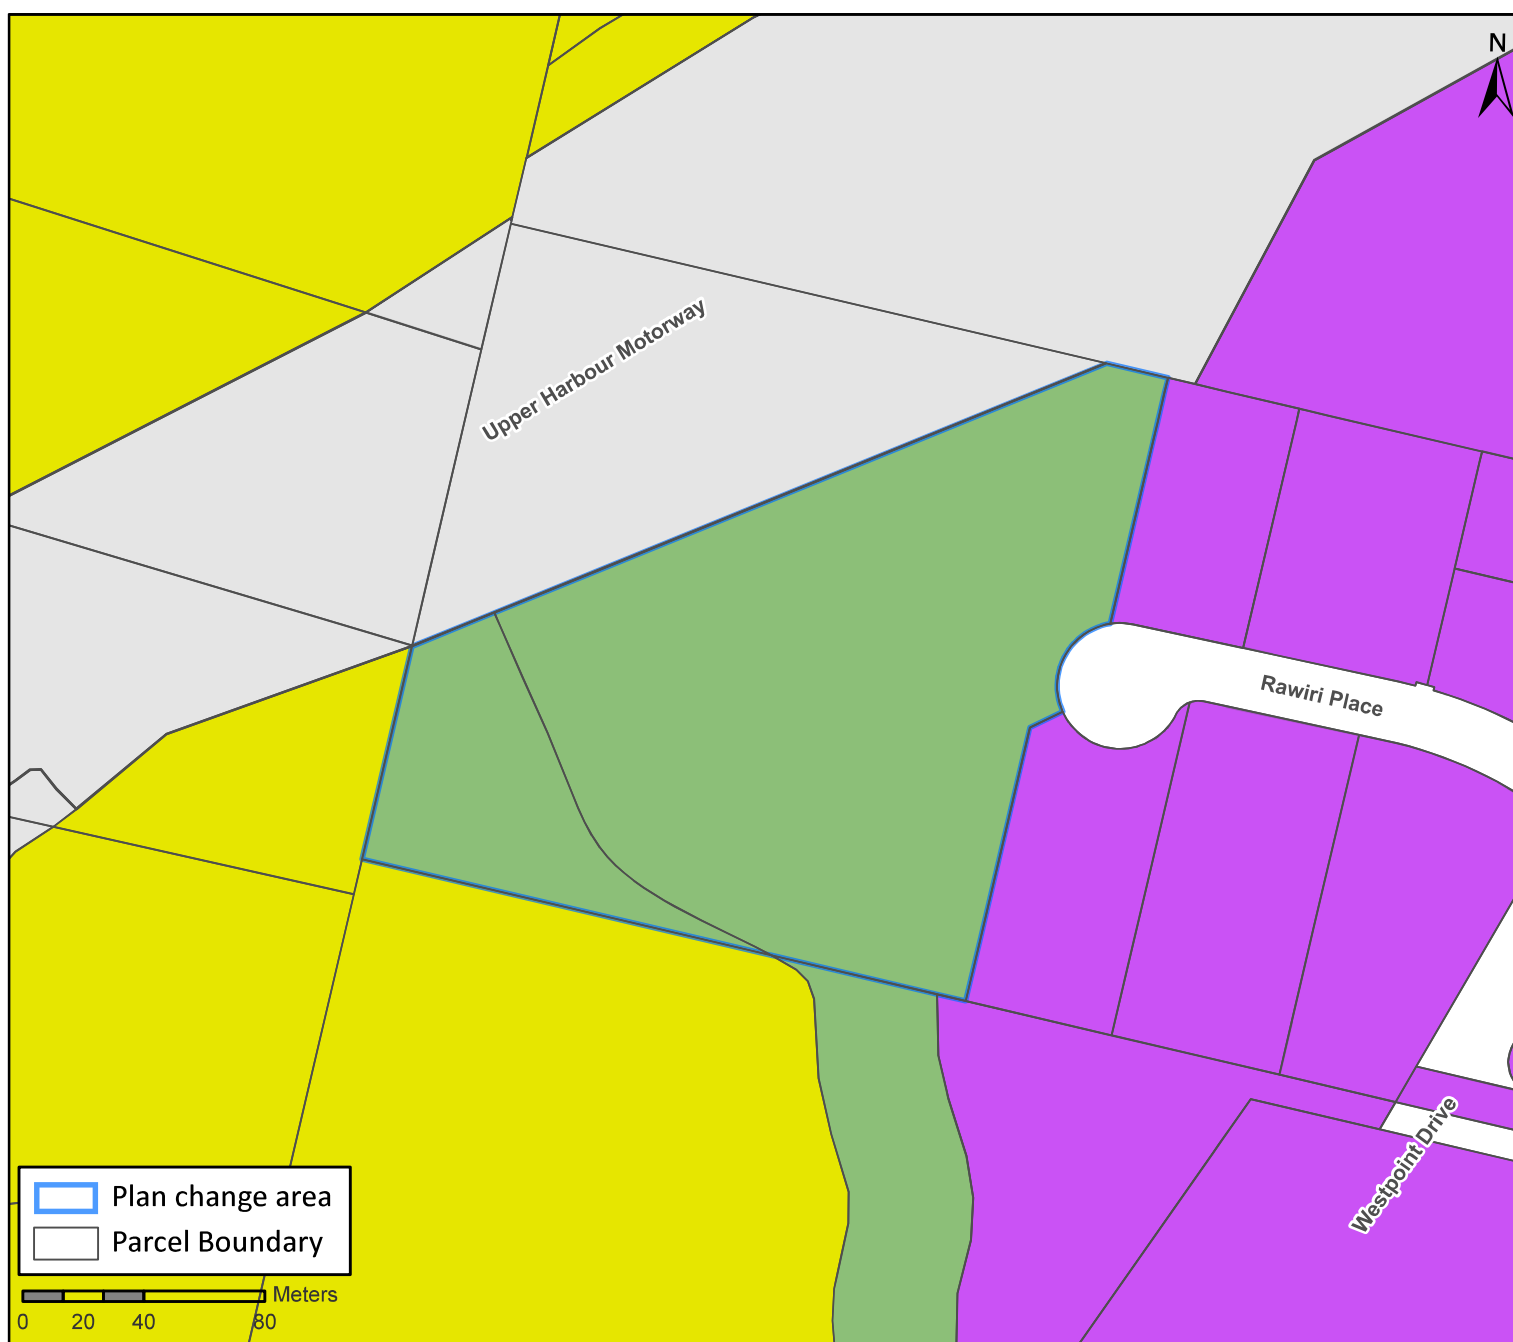 N
Upper Harbour Motorway
Rawiri Place
Westpoint Drive
Plan change area
Parcel Boundary
Meters
0 20 40 80